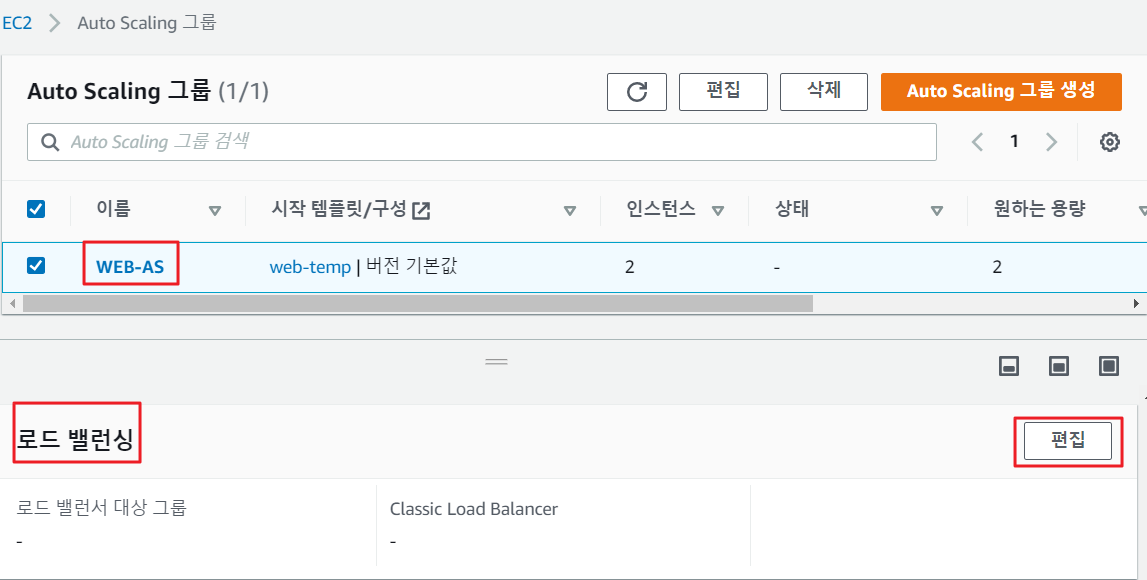 EC2 > Auto Scaling 그룹
Auto Scaling 그룹 (1/1) 편집 삭제 Auto Scaling 그룹 생성
Auto Scaling 그룹 검색 1
이름 시작 템플릿/구성 인스턴스 상태 원하는 용량
WEB-AS web-temp | 버전 기본값 2 - 2
로드 밸런싱 편집
로드 밸런서 대상 그룹 Classic Load Balancer
- -